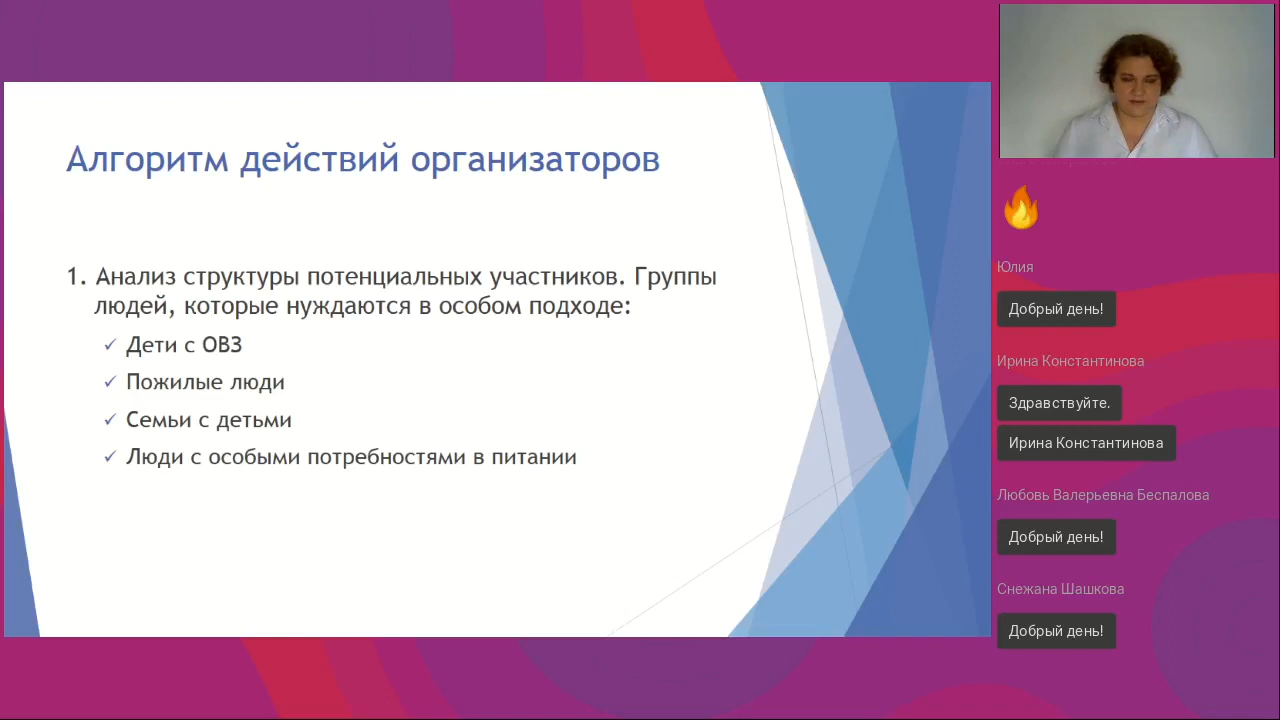 Алгоритм действий организаторов
1. Анализ структуры потенциальных участников. Группы
людей, которые нуждаются в особом подходе:
✓ Дети с ОВЗ
✓ Пожилые люди
✓ Семьи с детьми
✓ Люди с особыми потребностями в питании
Юлия
Добрый день!
Ирина Константинова
Здравствуйте.
Ирина Константинова
Любовь Валерьевна Беспалова
Добрый день!
Снежана Шашкова
Добрый день!